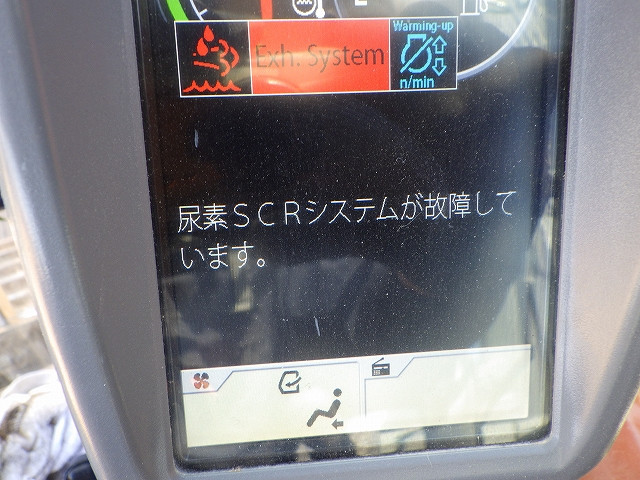 Warming-up
Exh. System
n/min
尿素ＳＣＲシステムが故障して
います。